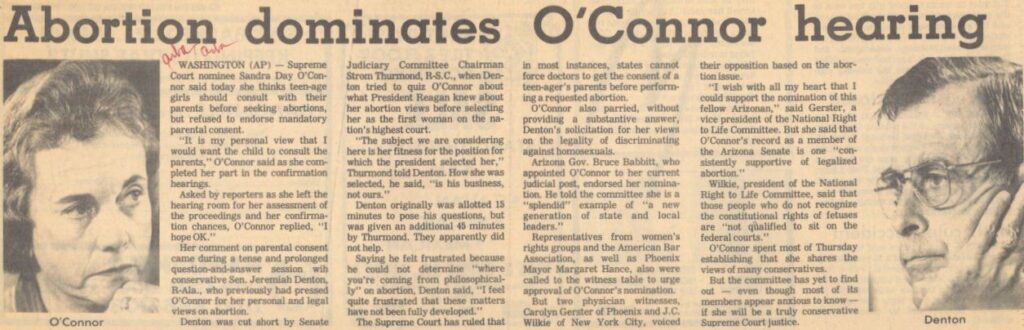 Abortion dominates O'Connor hearing
WASHINGTON (AP) — Supreme
Court nominee Sandra Day O'Con-
nor said today she thinks teen-age
girls should consult with their
parents before seeking abortions,
but refused to endorse mandatory
parental consent.
"It is my personal view that I
would want the child to consult the
parents," O'Connor said as she com-
pleted her part in the confirmation
hearings.
Asked by reporters as she left the
hearing room for her assessment of
the proceedings and her confirma-
tion chances, O'Connor replied, "I
hope OK."
Her comment on parental consent
came during a tense and prolonged
question-and-answer session wih
conservative Sen. Jeremiah Denton,
R-Ala., who previously had pressed
O'Connor for her personal and legal
views on abortion.
Denton was cut short by Senate
Judiciary Committee Chairman
Strom Thurmond, R-S.C., when Den-
ton tried to quiz O'Connor about
what President Reagan knew about
her abortion views before selecting
her as the first woman on the na-
tion's highest court.
"The subject we are considering
here is her fitness for the position for
which the president selected her,"
Thurmond told Denton. How she was
selected, he said, "is his business,
not ours."
Denton originally was allotted 15
minutes to pose his questions, but
was given an additional 45 minutes
by Thurmond. They apparently did
not help.
Saying he felt frustrated because
he could not determine "where
you're coming from philosophical-
ly" on abortion, Denton said, "I feel
quite frustrated that these matters
have not been fully developed."
The Supreme Court has ruled that
in most instances, states cannot
force doctors to get the consent of a
teen-ager's parents before perform-
ing a requested abortion.
O'Connor also parried, without
providing a substantive answer,
Denton's solicitation for her views
on the legality of discriminating
against homosexuals.
Arizona Gov. Bruce Babbitt, who
appointed O'Connor to her current
judicial post, endorsed her nomina-
tion. He told the committee she is a
"splendid" example of "a new
generation of state and local
leaders."
Representatives from women's
rights groups and the American Bar
Association, as well as Phoenix
Mayor Margaret Hance, also were
called to the witness table to urge
approval of O'Connor's nomination.
But two physician witnesses,
Carolyn Gerster of Phoenix and J.C.
Wilkie of New York City, voiced
their opposition based on the abor-
tion issue.
"I wish with all my heart that I
could support the nomination of this
fellow Arizonan," said Gerster, a
vice president of the National Right
to Life Committee. But she said that
O'Connor's record as a member of
the Arizona Senate is one "con-
sistently supportive of legalized
abortion."
Wilkie, president of the National
Right to Life Committee, said that
those people who do not recognize
the constitutional rights of fetuses
are "not qualified to sit on the
federal courts."
O'Connor spent most of Thursday
establishing that she shares the
views of many conservatives.
But the committee has yet to find
out — even though most of its
members appear anxious to know —
if she will be a truly conservative
Supreme Court justice.
O'Connor
Denton